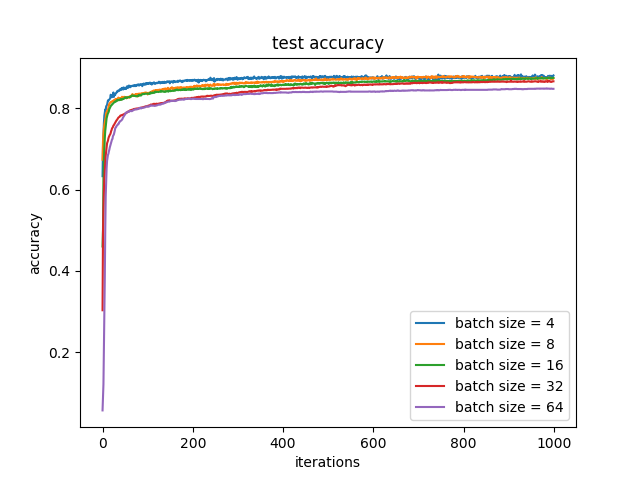 test accuracy
accuracy
0.8
0.6
0.4
0.2
0
200
400
600
800
1000
iterations
batch size = 4
batch size = 8
batch size = 16
batch size = 32
batch size = 64